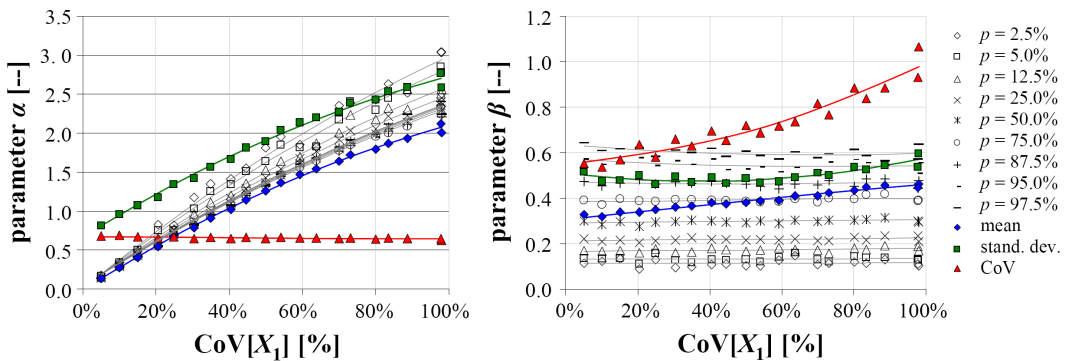 parameter α [--]
3.5
3.0
2.5
2.0
1.5
1.0
0.5
0.0
0% 20% 40% 60% 80% 100%
CoV[X1] [%]
parameter β [--]
1.2
1.0
0.8
0.6
0.4
0.2
0.0
0% 20% 40% 60% 80% 100%
CoV[X1] [%]
p = 2.5%
p = 5.0%
p = 12.5%
p = 25.0%
p = 50.0%
p = 75.0%
p = 87.5%
p = 95.0%
p = 97.5%
mean
stand. dev.
CoV